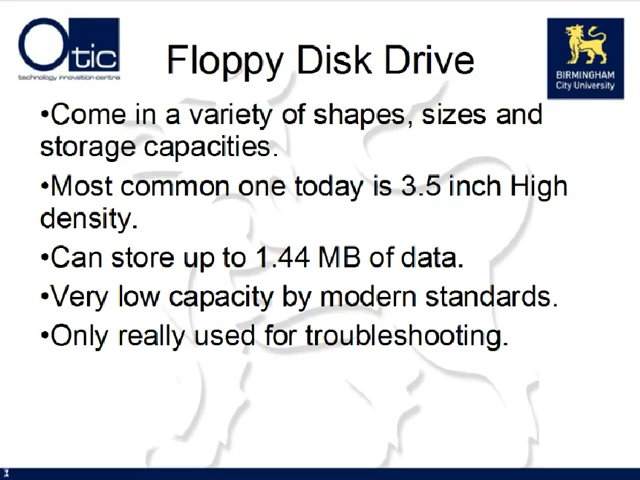 Otic
technology innovation centre
Floppy Disk Drive
BIRMINGHAM
City University
•Come in a variety of shapes, sizes and
storage capacities.
•Most common one today is 3.5 inch High
density.
•Can store up to 1.44 MB of data.
•Very low capacity by modern standards.
•Only really used for troubleshooting.